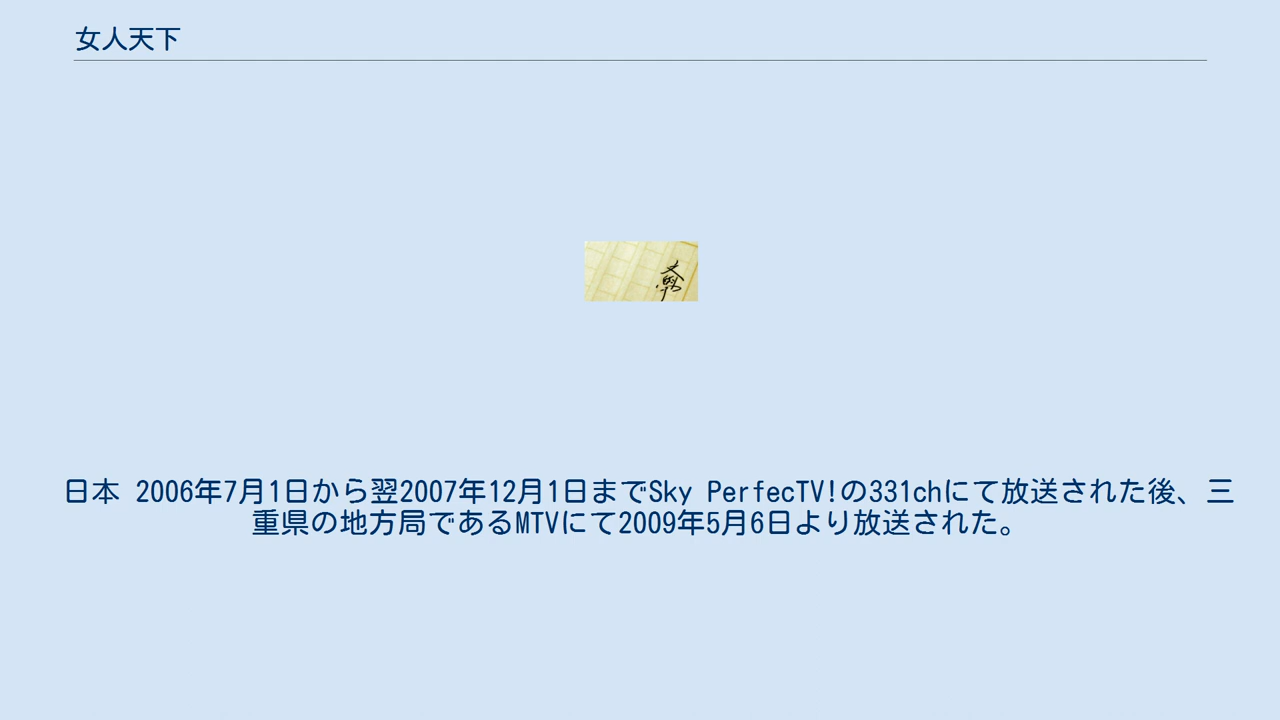 女人天下
日本 2006年7月1日から翌2007年12月1日までSky PerfecTV!の331chにて放送された後、三
重県の地方局であるMTVにて2009年5月6日より放送された。